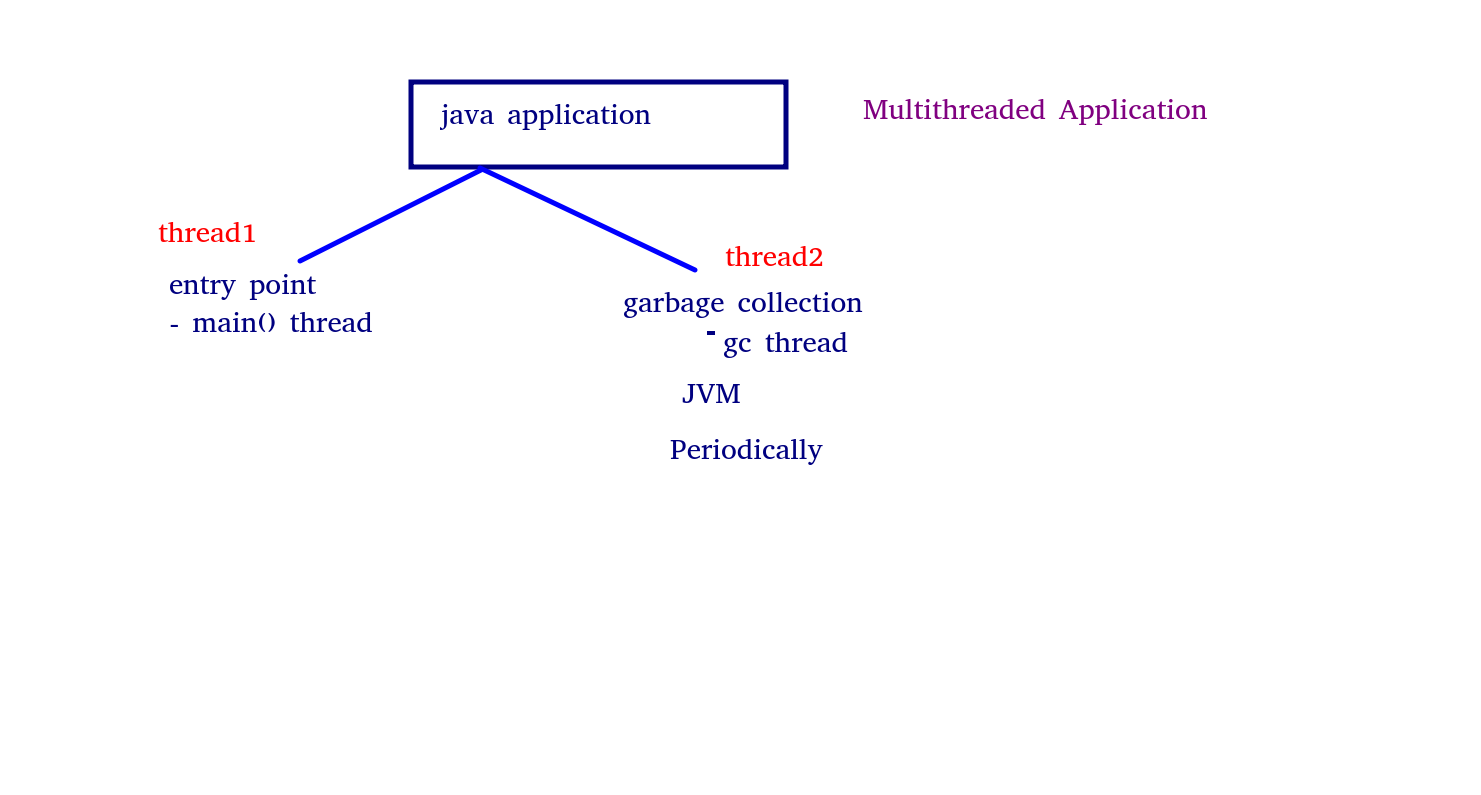 java application
Multithreaded Application
thread1
entry point
- main() thread
thread2
garbage collection
- gc thread
JVM
Periodically